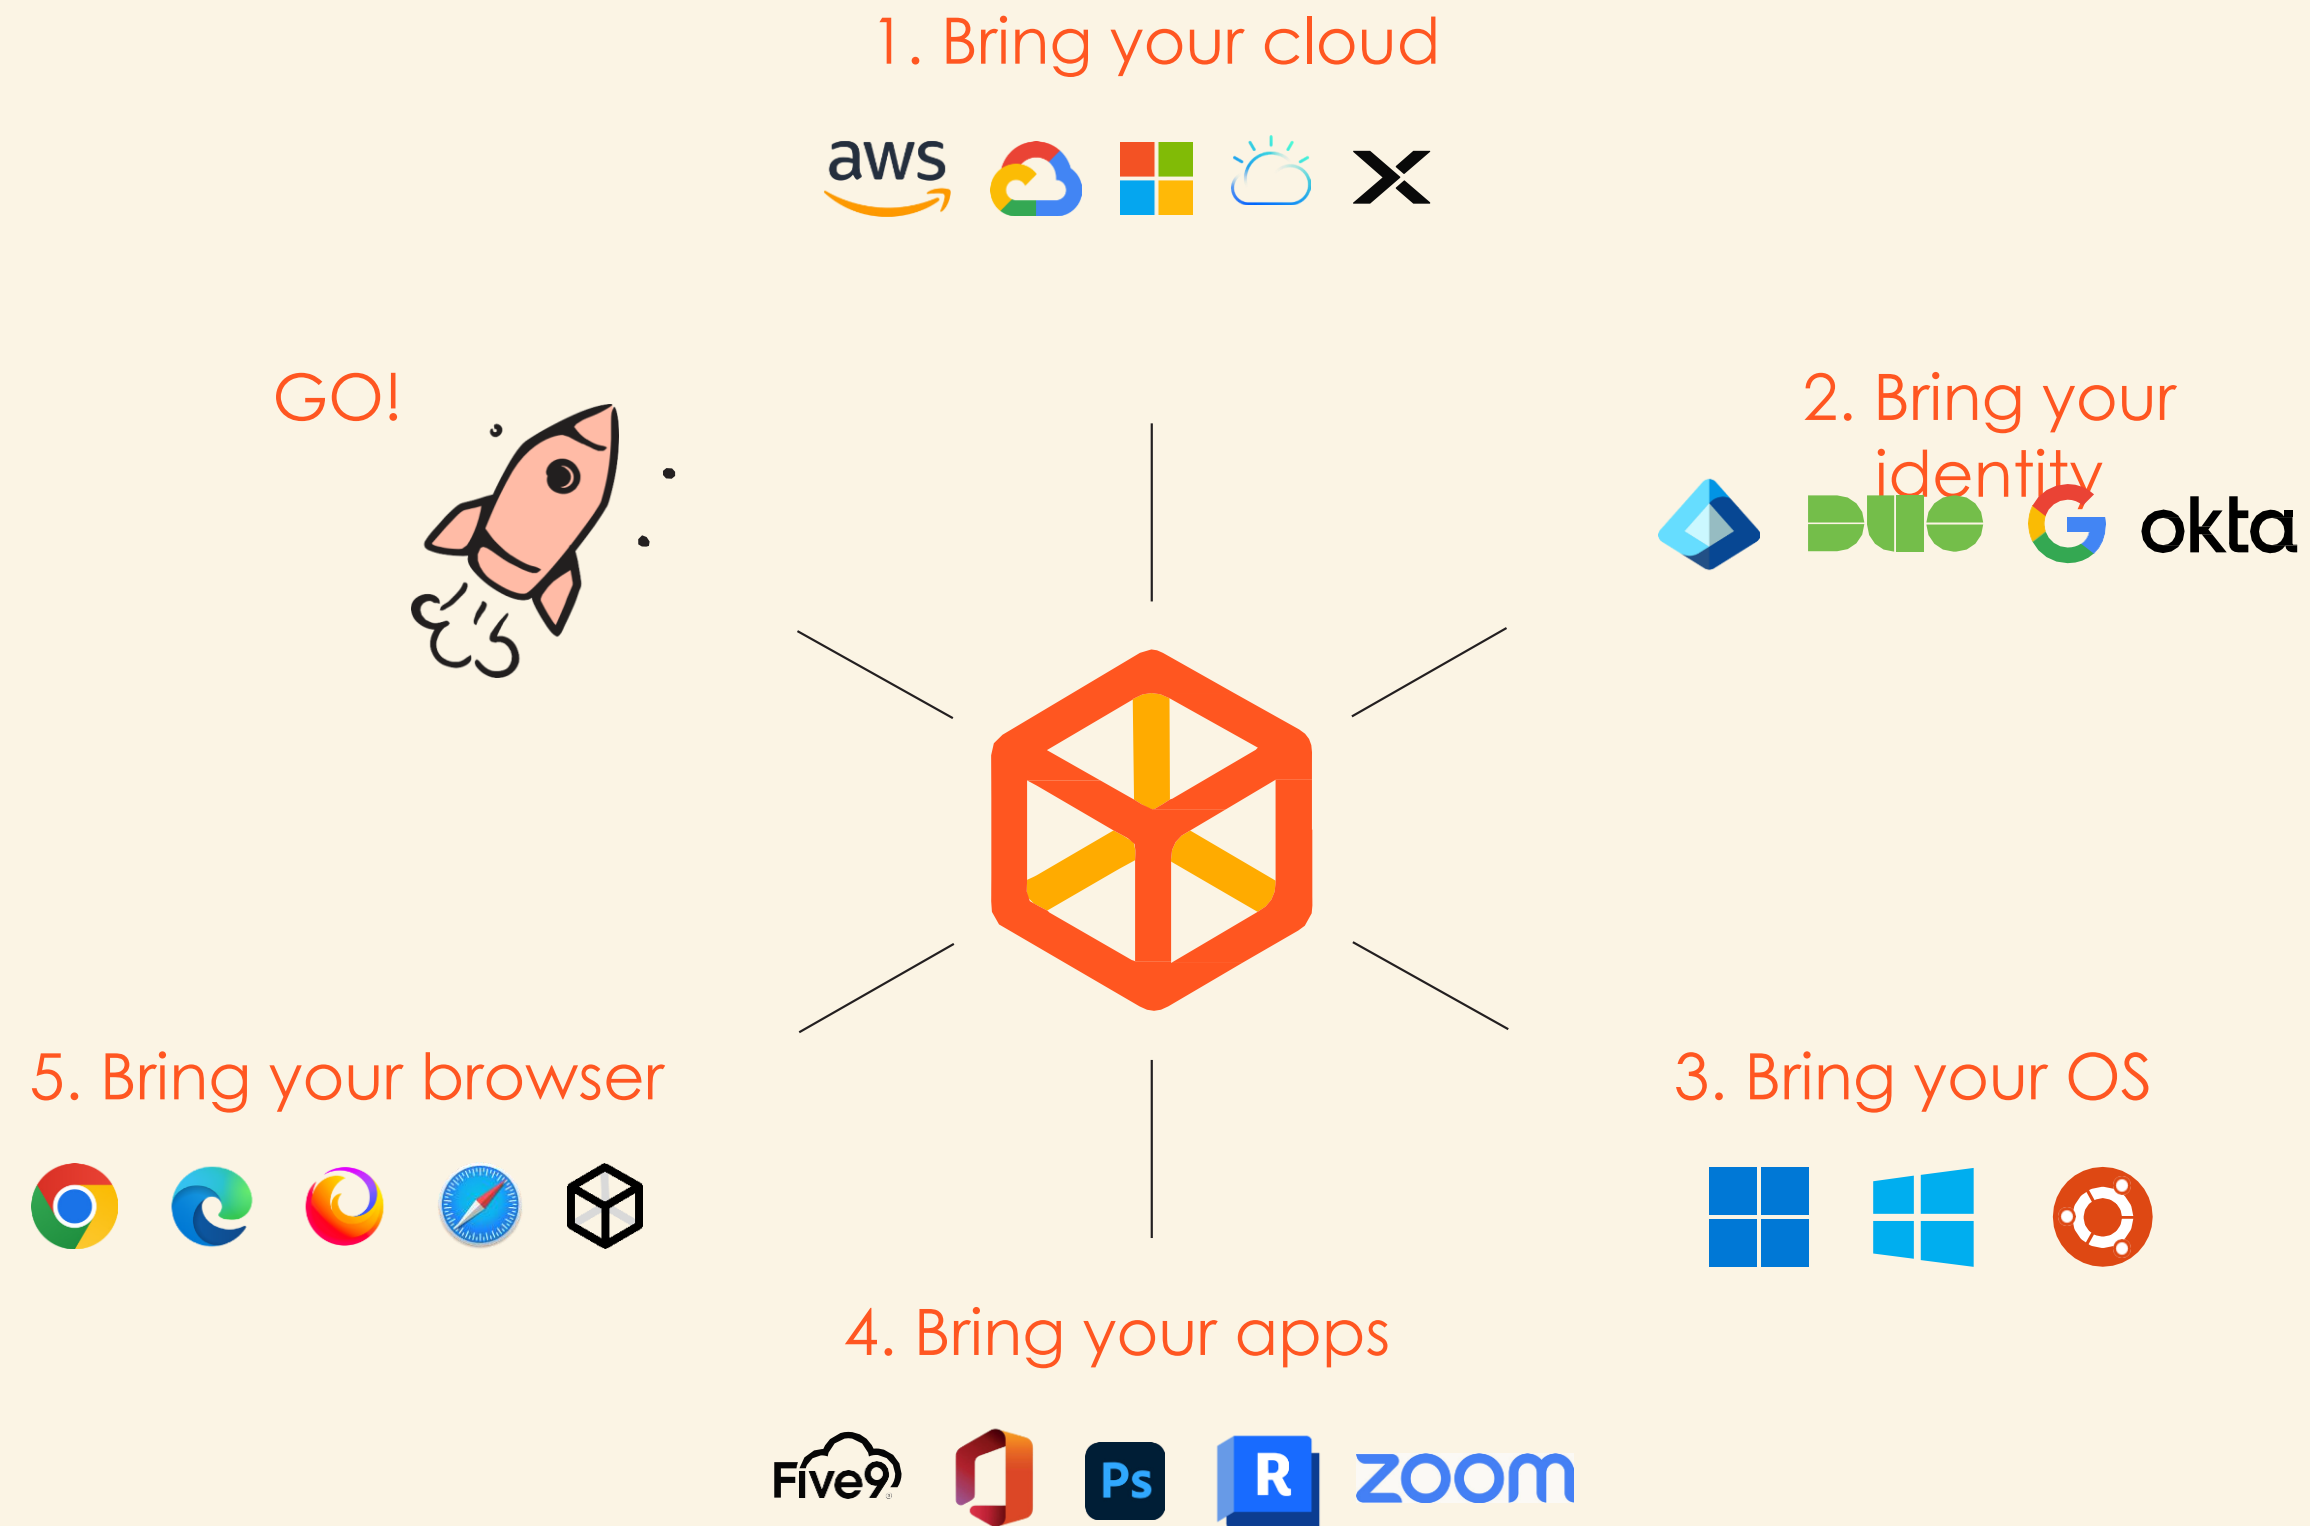 1. Bring your cloud
aws
GO!
2. Bring your
identity
DUO
okta
5. Bring your browser
3. Bring your OS
4. Bring your apps
Five9
Ps
R
zoom